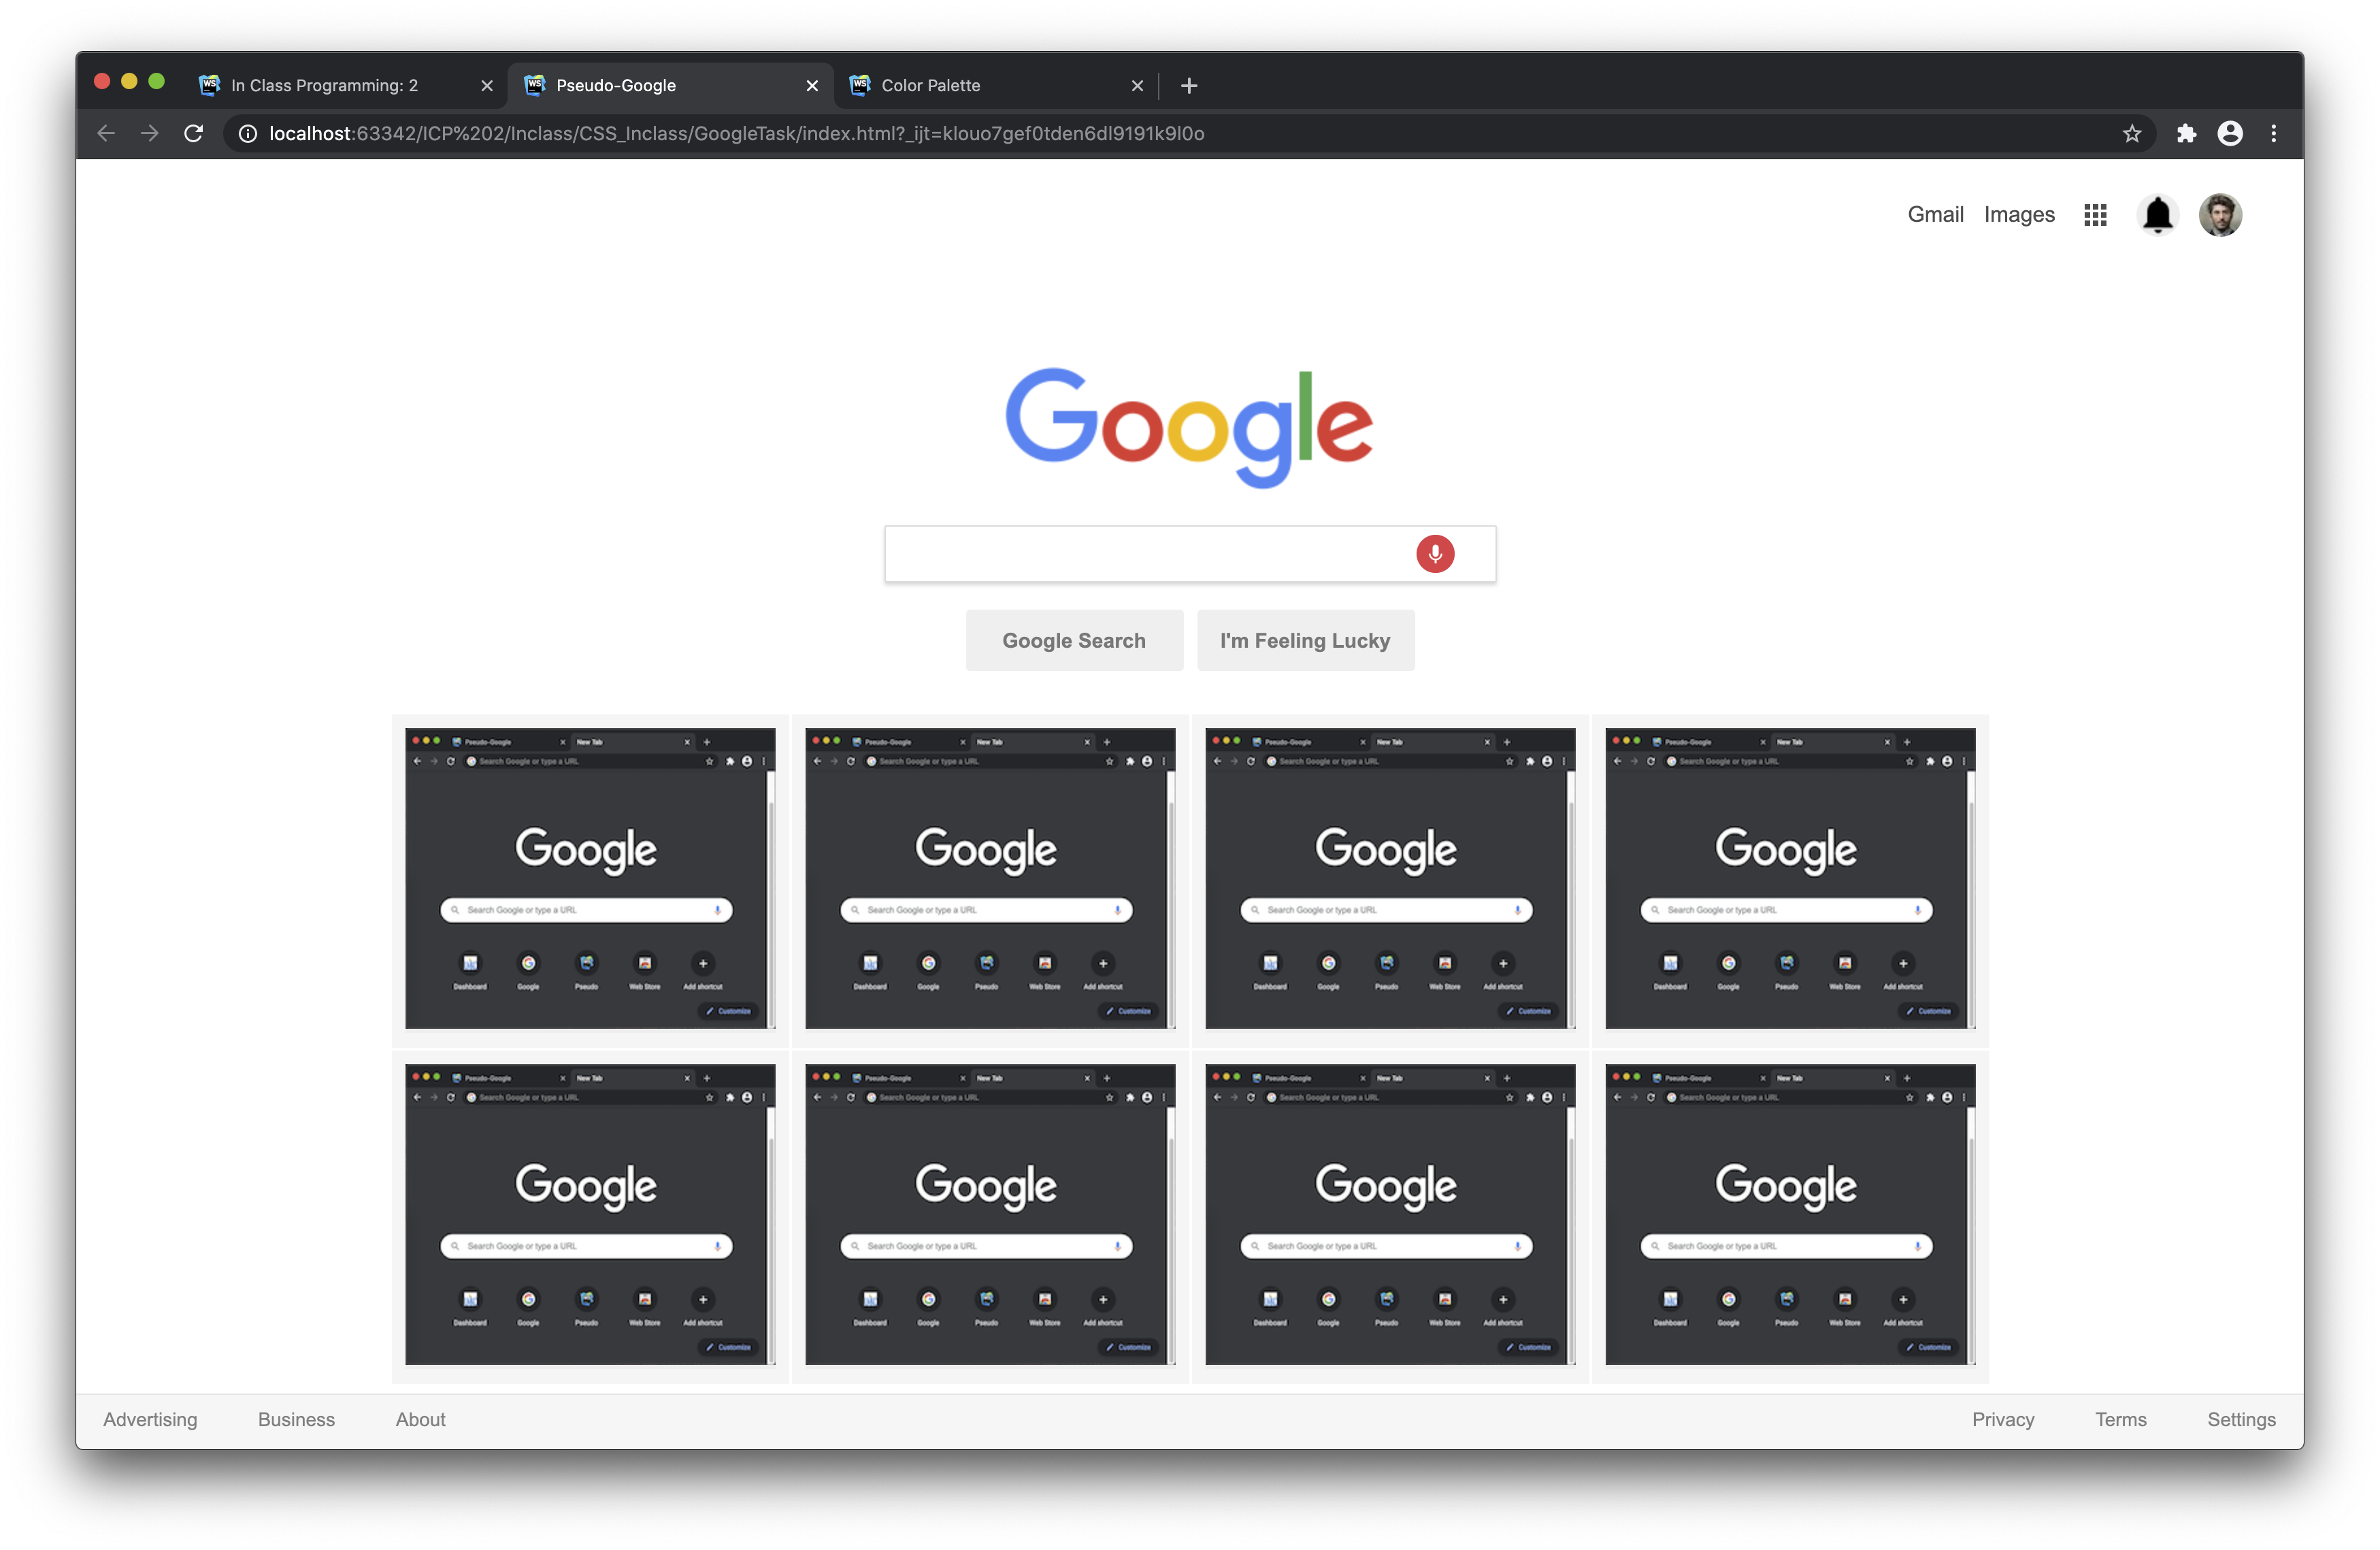 In Class Programming: 2
Pseudo-Google
Color Palette
localhost:63342/ICP%202/Inclass/CSS_Inclass/GoogleTask/index.html?_ijt=klouo7gef0tden6dl9191k9l0o
Gmail Images
Google
Google Search I'm Feeling Lucky
Pseudo-Google New Tab Pseudo-Google New Tab Pseudo-Google New Tab Pseudo-Google New Tab
Search Google or type a URL Search Google or type a URL Search Google or type a URL Search Google or type a URL
Google Google Google Google
Search Google or type a URL Search Google or type a URL Search Google or type a URL Search Google or type a URL
Dashboard Google Pseudo Web Store Add shortcut Dashboard Google Pseudo Web Store Add shortcut Dashboard Google Pseudo Web Store Add shortcut Dashboard Google Pseudo Web Store Add shortcut
Customize Customize Customize Customize
Pseudo-Google New Tab Pseudo-Google New Tab Pseudo-Google New Tab Pseudo-Google New Tab
Search Google or type a URL Search Google or type a URL Search Google or type a URL Search Google or type a URL
Google Google Google Google
Search Google or type a URL Search Google or type a URL Search Google or type a URL Search Google or type a URL
Dashboard Google Pseudo Web Store Add shortcut Dashboard Google Pseudo Web Store Add shortcut Dashboard Google Pseudo Web Store Add shortcut Dashboard Google Pseudo Web Store Add shortcut
Customize Customize Customize Customize
Advertising Business About Privacy Terms Settings